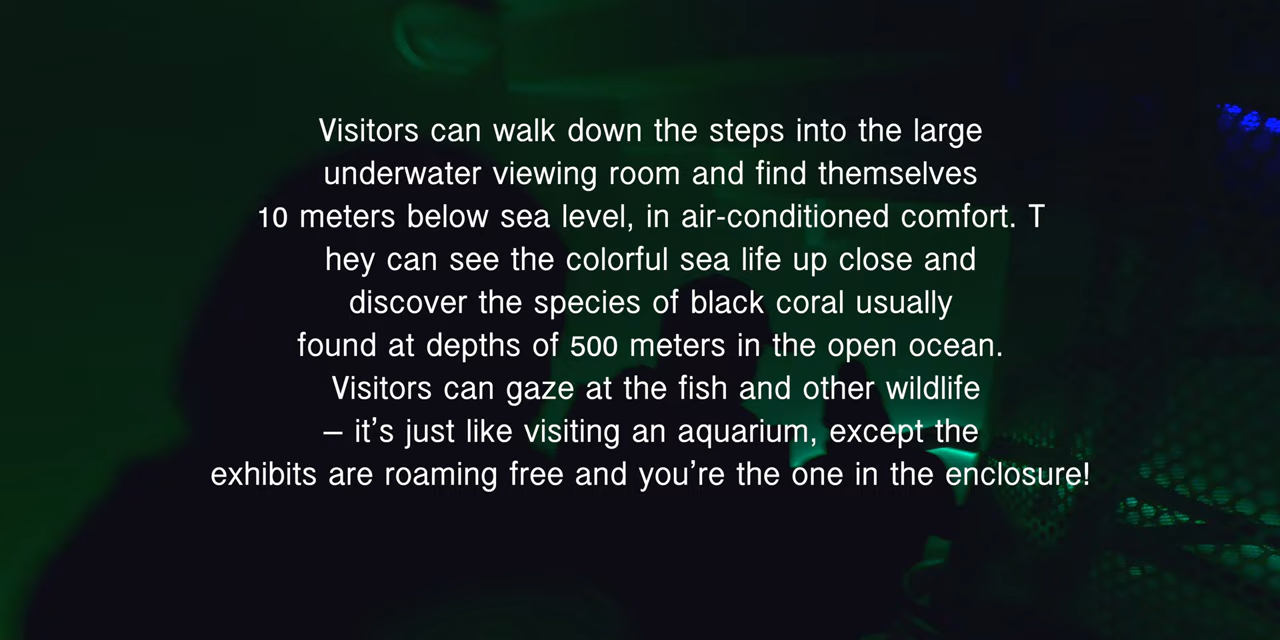 Visitors can walk down the steps into the large
underwater viewing room and find themselves
10 meters below sea level, in air-conditioned comfort. T
hey can see the colorful sea life up close and
discover the species of black coral usually
found at depths of 500 meters in the open ocean.
Visitors can gaze at the fish and other wildlife
– it’s just like visiting an aquarium, except the
exhibits are roaming free and you’re the one in the enclosure!